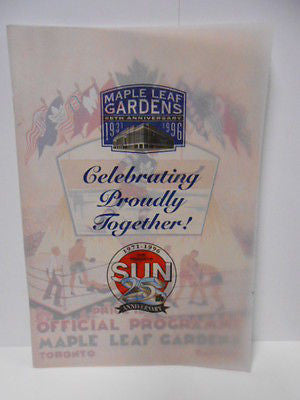 MAPLE LEAF
GARDENS
65TH ANNIVERSARY
1931 1996
Celebrating
Proudly
Together!
1971-1996
SUN
25
ANNIVERSARY
OFFICIAL PROGRAMME
MAPLE LEAF GARDENS
TORONTO